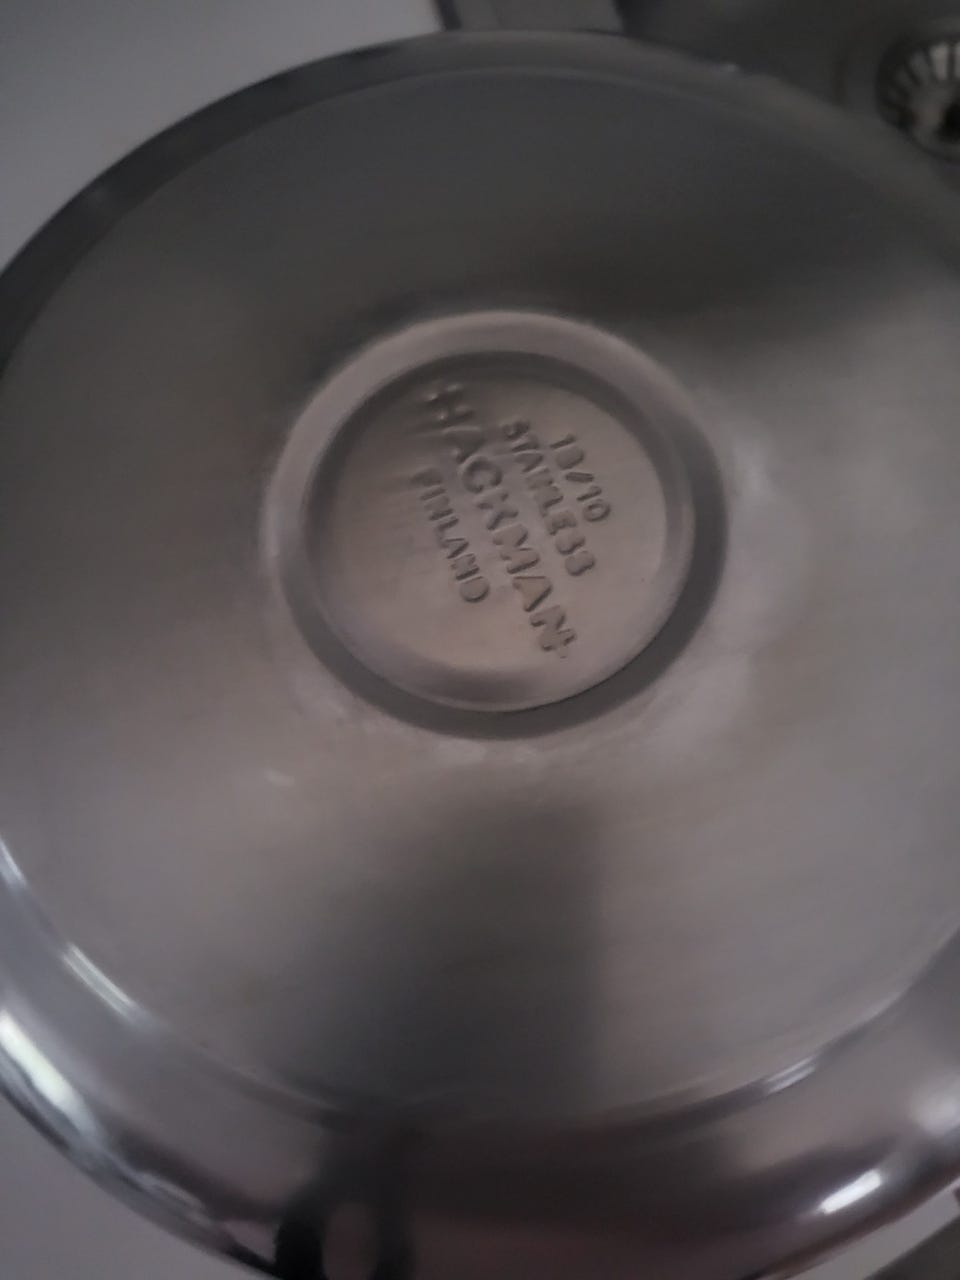 18/10
STAINLESS
HACKMAN
FINLAND